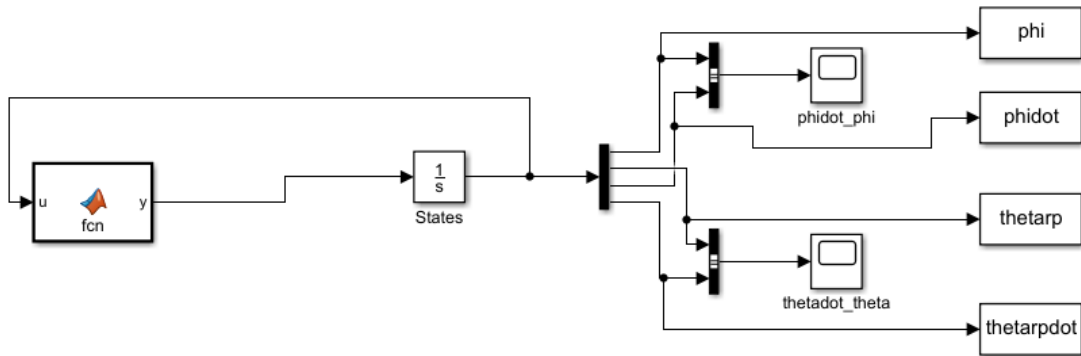 phi
phidot_phi
phidot
u
fcn
y
1
s
States
thetarp
thetadot_theta
thetarpdot